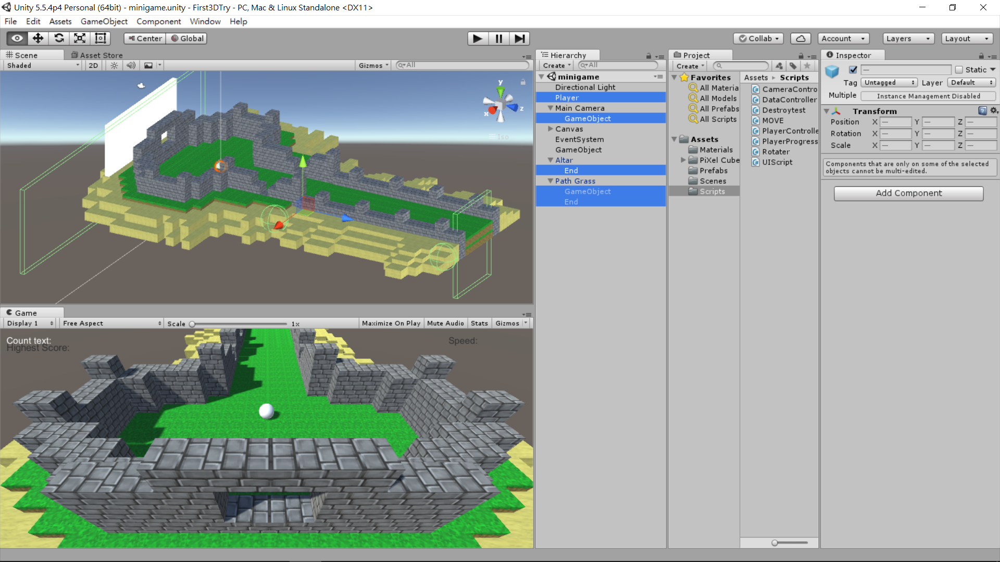 Unity 5.5.4p4 Personal (64bit) - minigame.unity - First3DTry - PC, Mac & Linux Standalone <DX11>
File Edit Assets GameObject Component Window Help
Center Global Collab Account Layers Layout
Scene Asset Store
Shaded 2D Gizmos All
y
x
z
Iso
Game
Display 1 Free Aspect Scale 1x Maximize On Play Mute Audio Stats Gizmos
Count text:
Highest Score:
Speed:
Hierarchy
Create All
minigame
Directional Light
Player
Main Camera
GameObject
Canvas
EventSystem
GameObject
Altar
End
Path Grass
GameObject
End
Project
Create
Favorites
All Materia
All Models
All Prefabs
All Scripts
Assets
Materials
PiXel Cube
Prefabs
Scenes
Scripts
Assets Scripts
CameraContro
DataController
Destroytest
MOVE
PlayerControlle
PlayerProgress
Rotater
UIScript
Inspector
— Static
Tag Untagged Layer Default
Multiple Instance Management Disabled
Transform
Position X — Y — Z —
Rotation X — Y — Z —
Scale X — Y — Z —
Components that are only on some of the selected
objects cannot be multi-edited.
Add Component